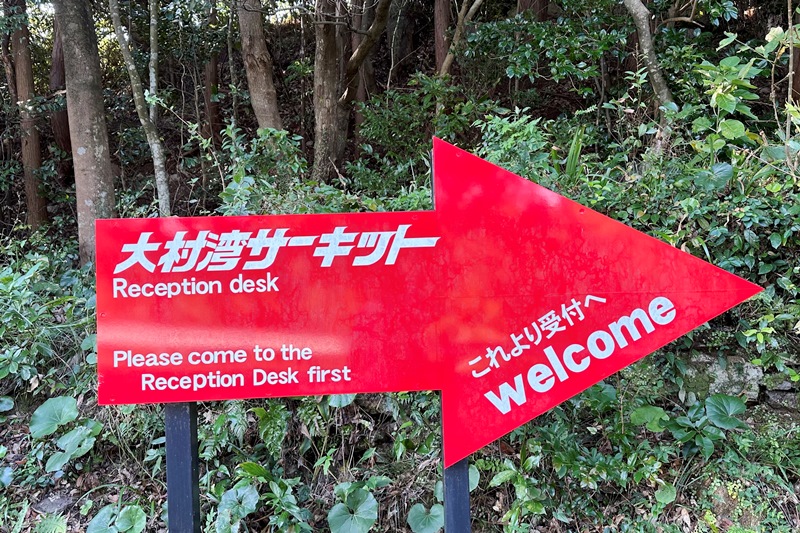 大村湾サーキット
Reception desk
Please come to the
Reception Desk first
これより受付へ
welcome